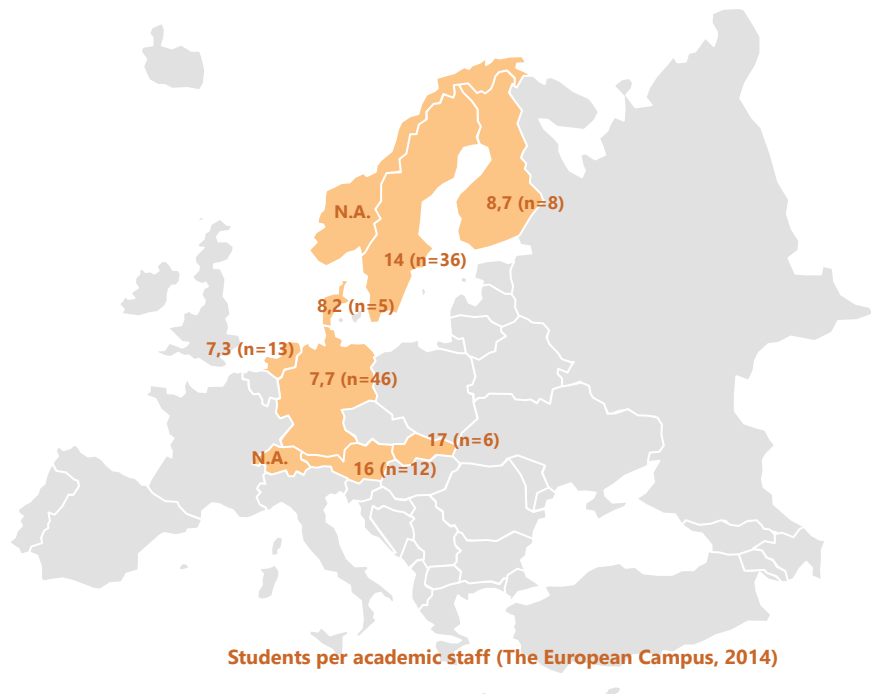 N.A.
8,7 (n=8)
14 (n=36)
8,2 (n=5)
7,3 (n=13)
7,7 (n=46)
17 (n=6)
N.A.
16 (n=12)
Students per academic staff (The European Campus, 2014)